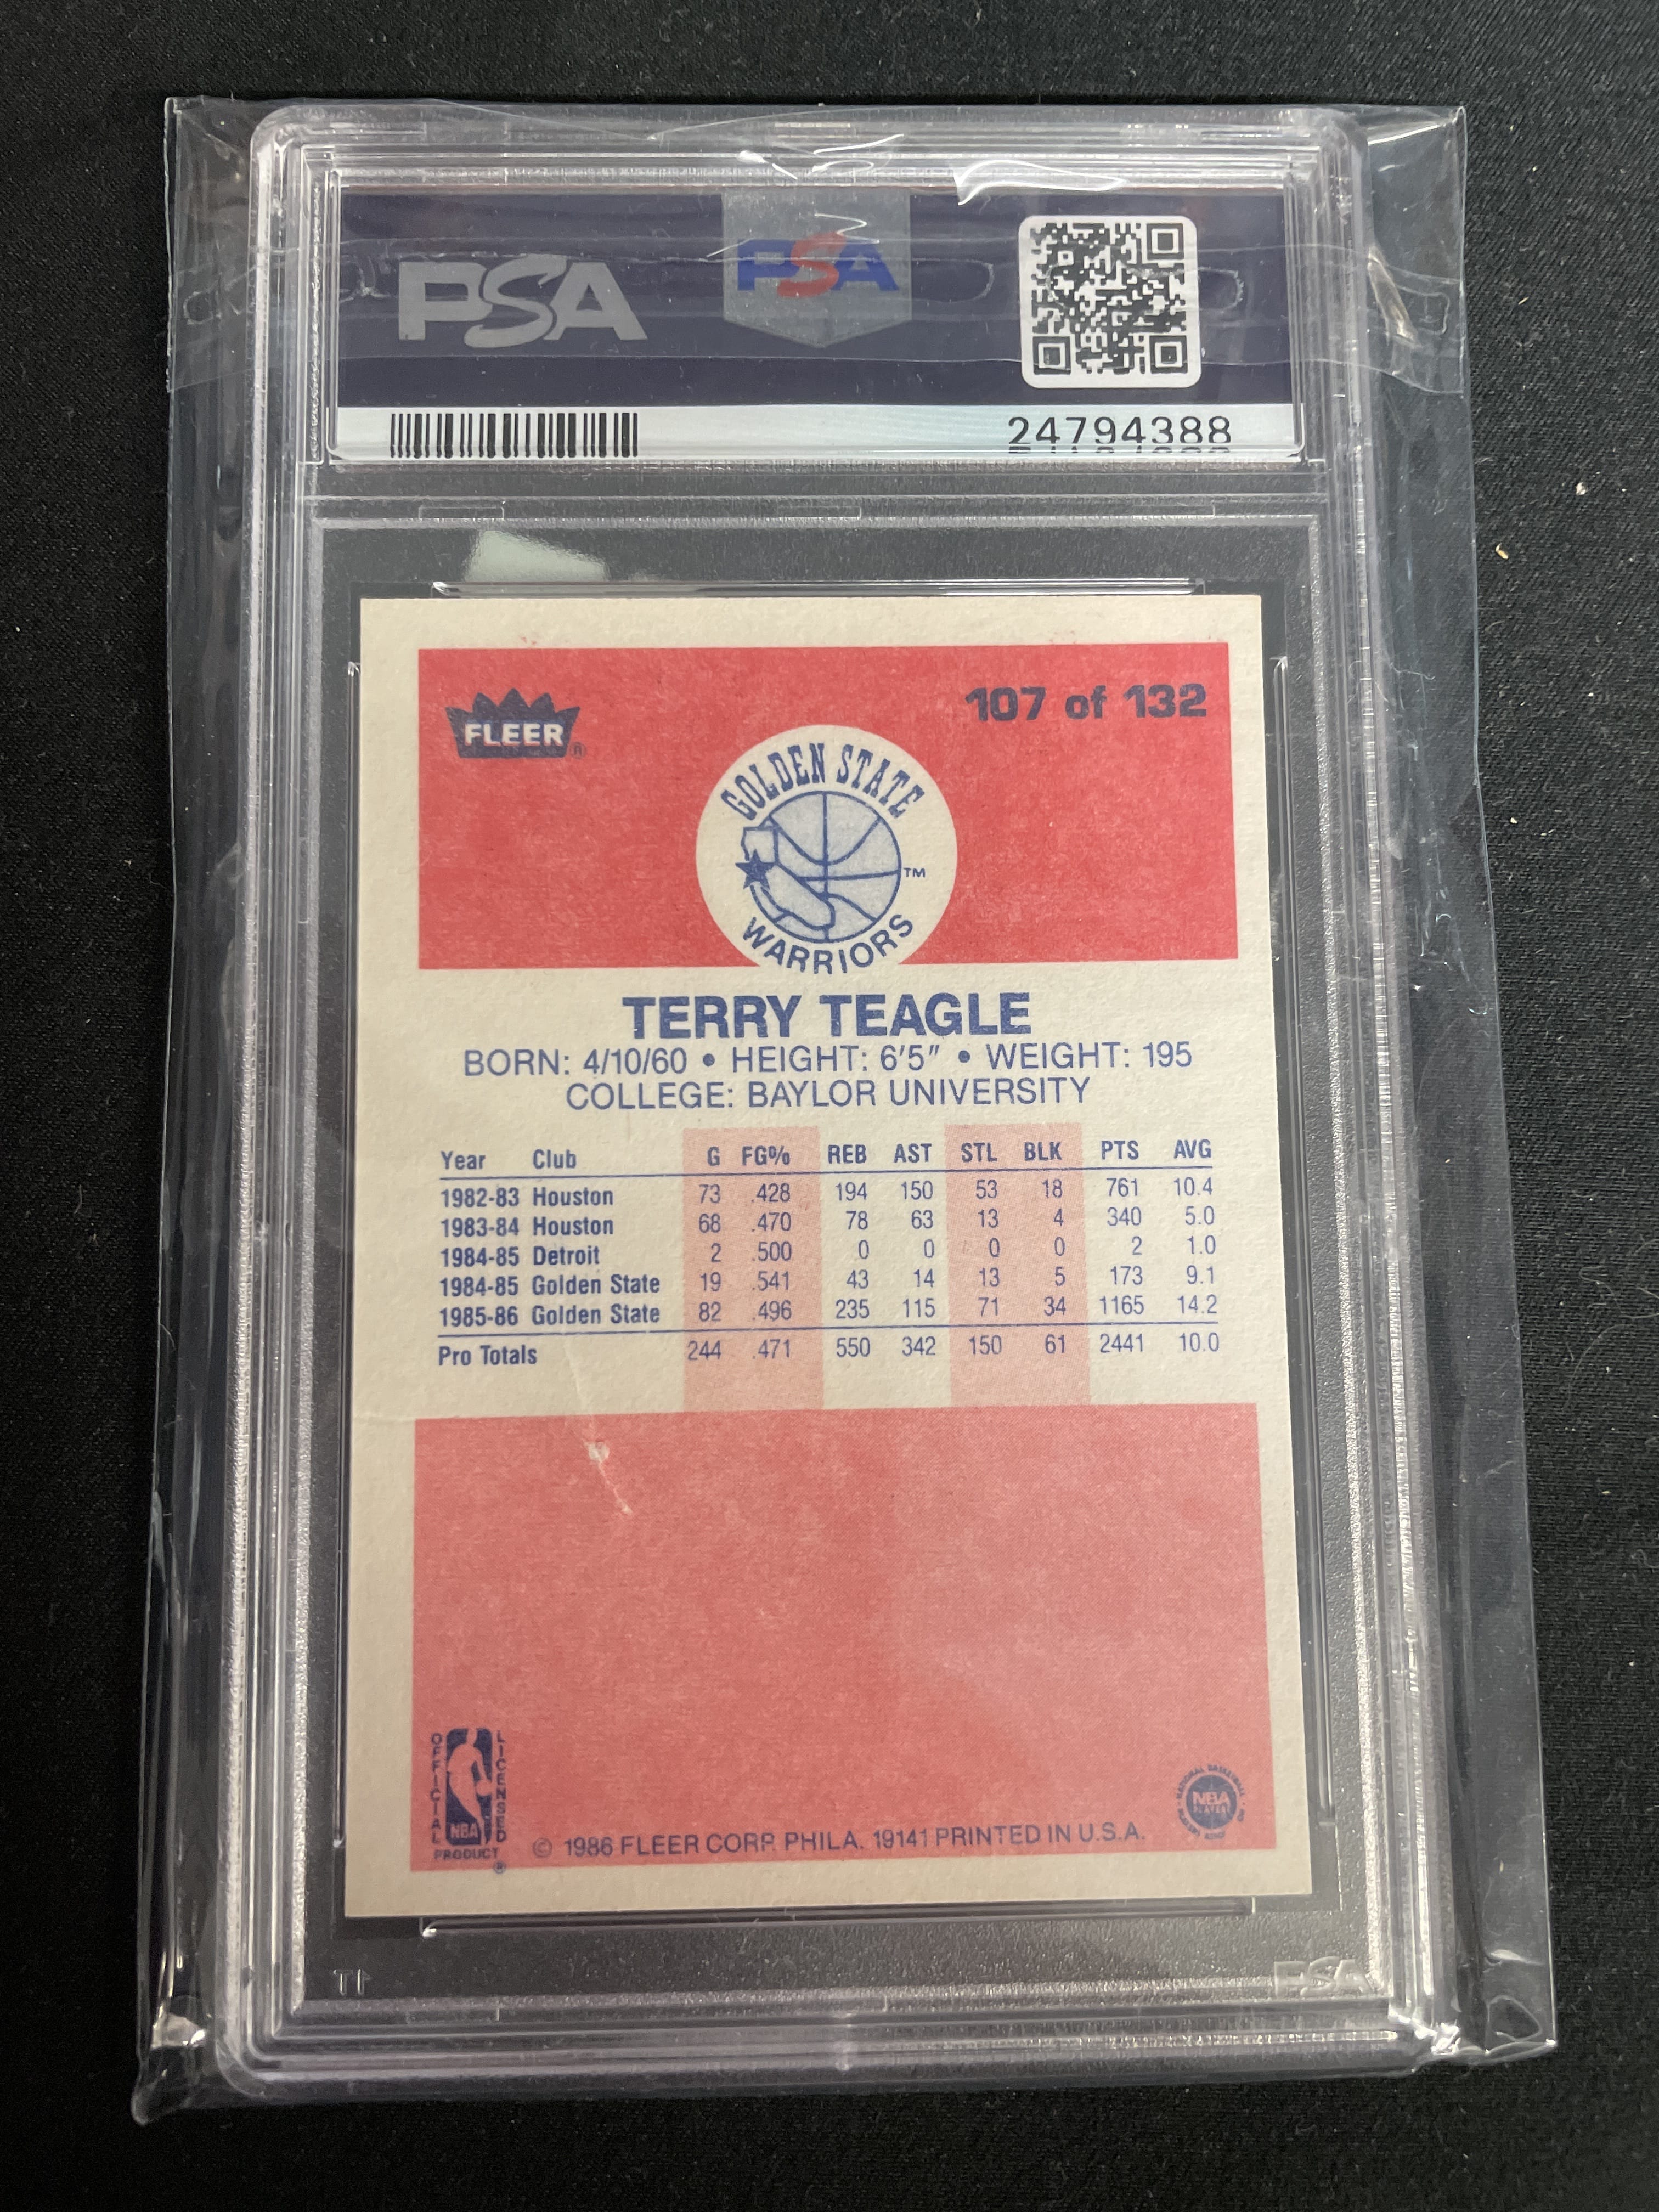 PSA
PSA
24794388
FLEER®
107 of 132
GOLDEN STATE
TM
WARRIORS
TERRY TEAGLE
BORN: 4/10/60 • HEIGHT: 6'5" • WEIGHT: 195
COLLEGE: BAYLOR UNIVERSITY
Year Club G FG% REB AST STL BLK PTS AVG
1982-83 Houston 73 .428 194 150 53 18 761 10.4
1983-84 Houston 68 .470 78 63 13 4 340 5.0
1984-85 Detroit 2 .500 0 0 0 0 2 1.0
1984-85 Golden State 19 .541 43 14 13 5 173 9.1
1985-86 Golden State 82 .496 235 115 71 34 1165 14.2
Pro Totals 244 .471 550 342 150 61 2441 10.0
OFFICIAL LICENSED
NBA
PRODUCT®
© 1986 FLEER CORP. PHILA. 19141 PRINTED IN U.S.A.
NATIONAL BASKETBALL
NBA
PLAYERS
PSA